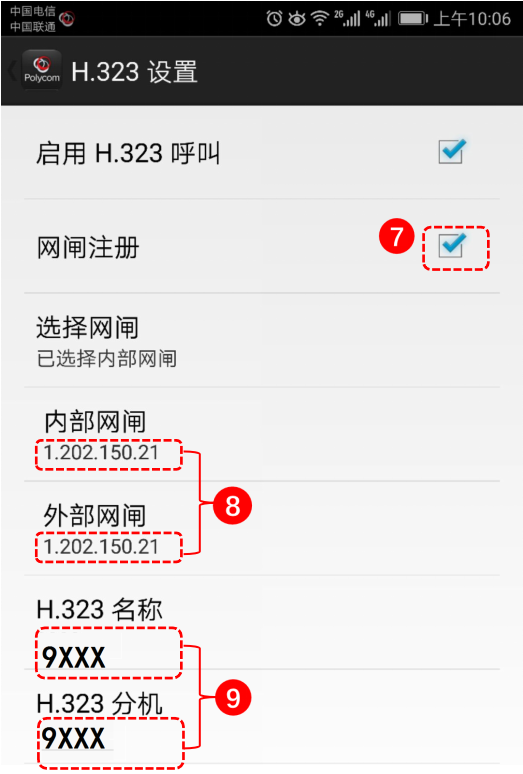 中国电信
中国联通
2G
4G
上午10:06
Polycom
H.323 设置
启用 H.323 呼叫
网闸注册
7
选择网闸
已选择内部网闸
内部网闸
1.202.150.21
8
外部网闸
1.202.150.21
H.323 名称
9XXX
9
H.323 分机
9XXX